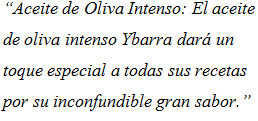 “Aceite de Oliva Intenso: El aceite
de oliva intenso Ybarra dará un
toque especial a todas sus recetas
por su inconfundible gran sabor.”